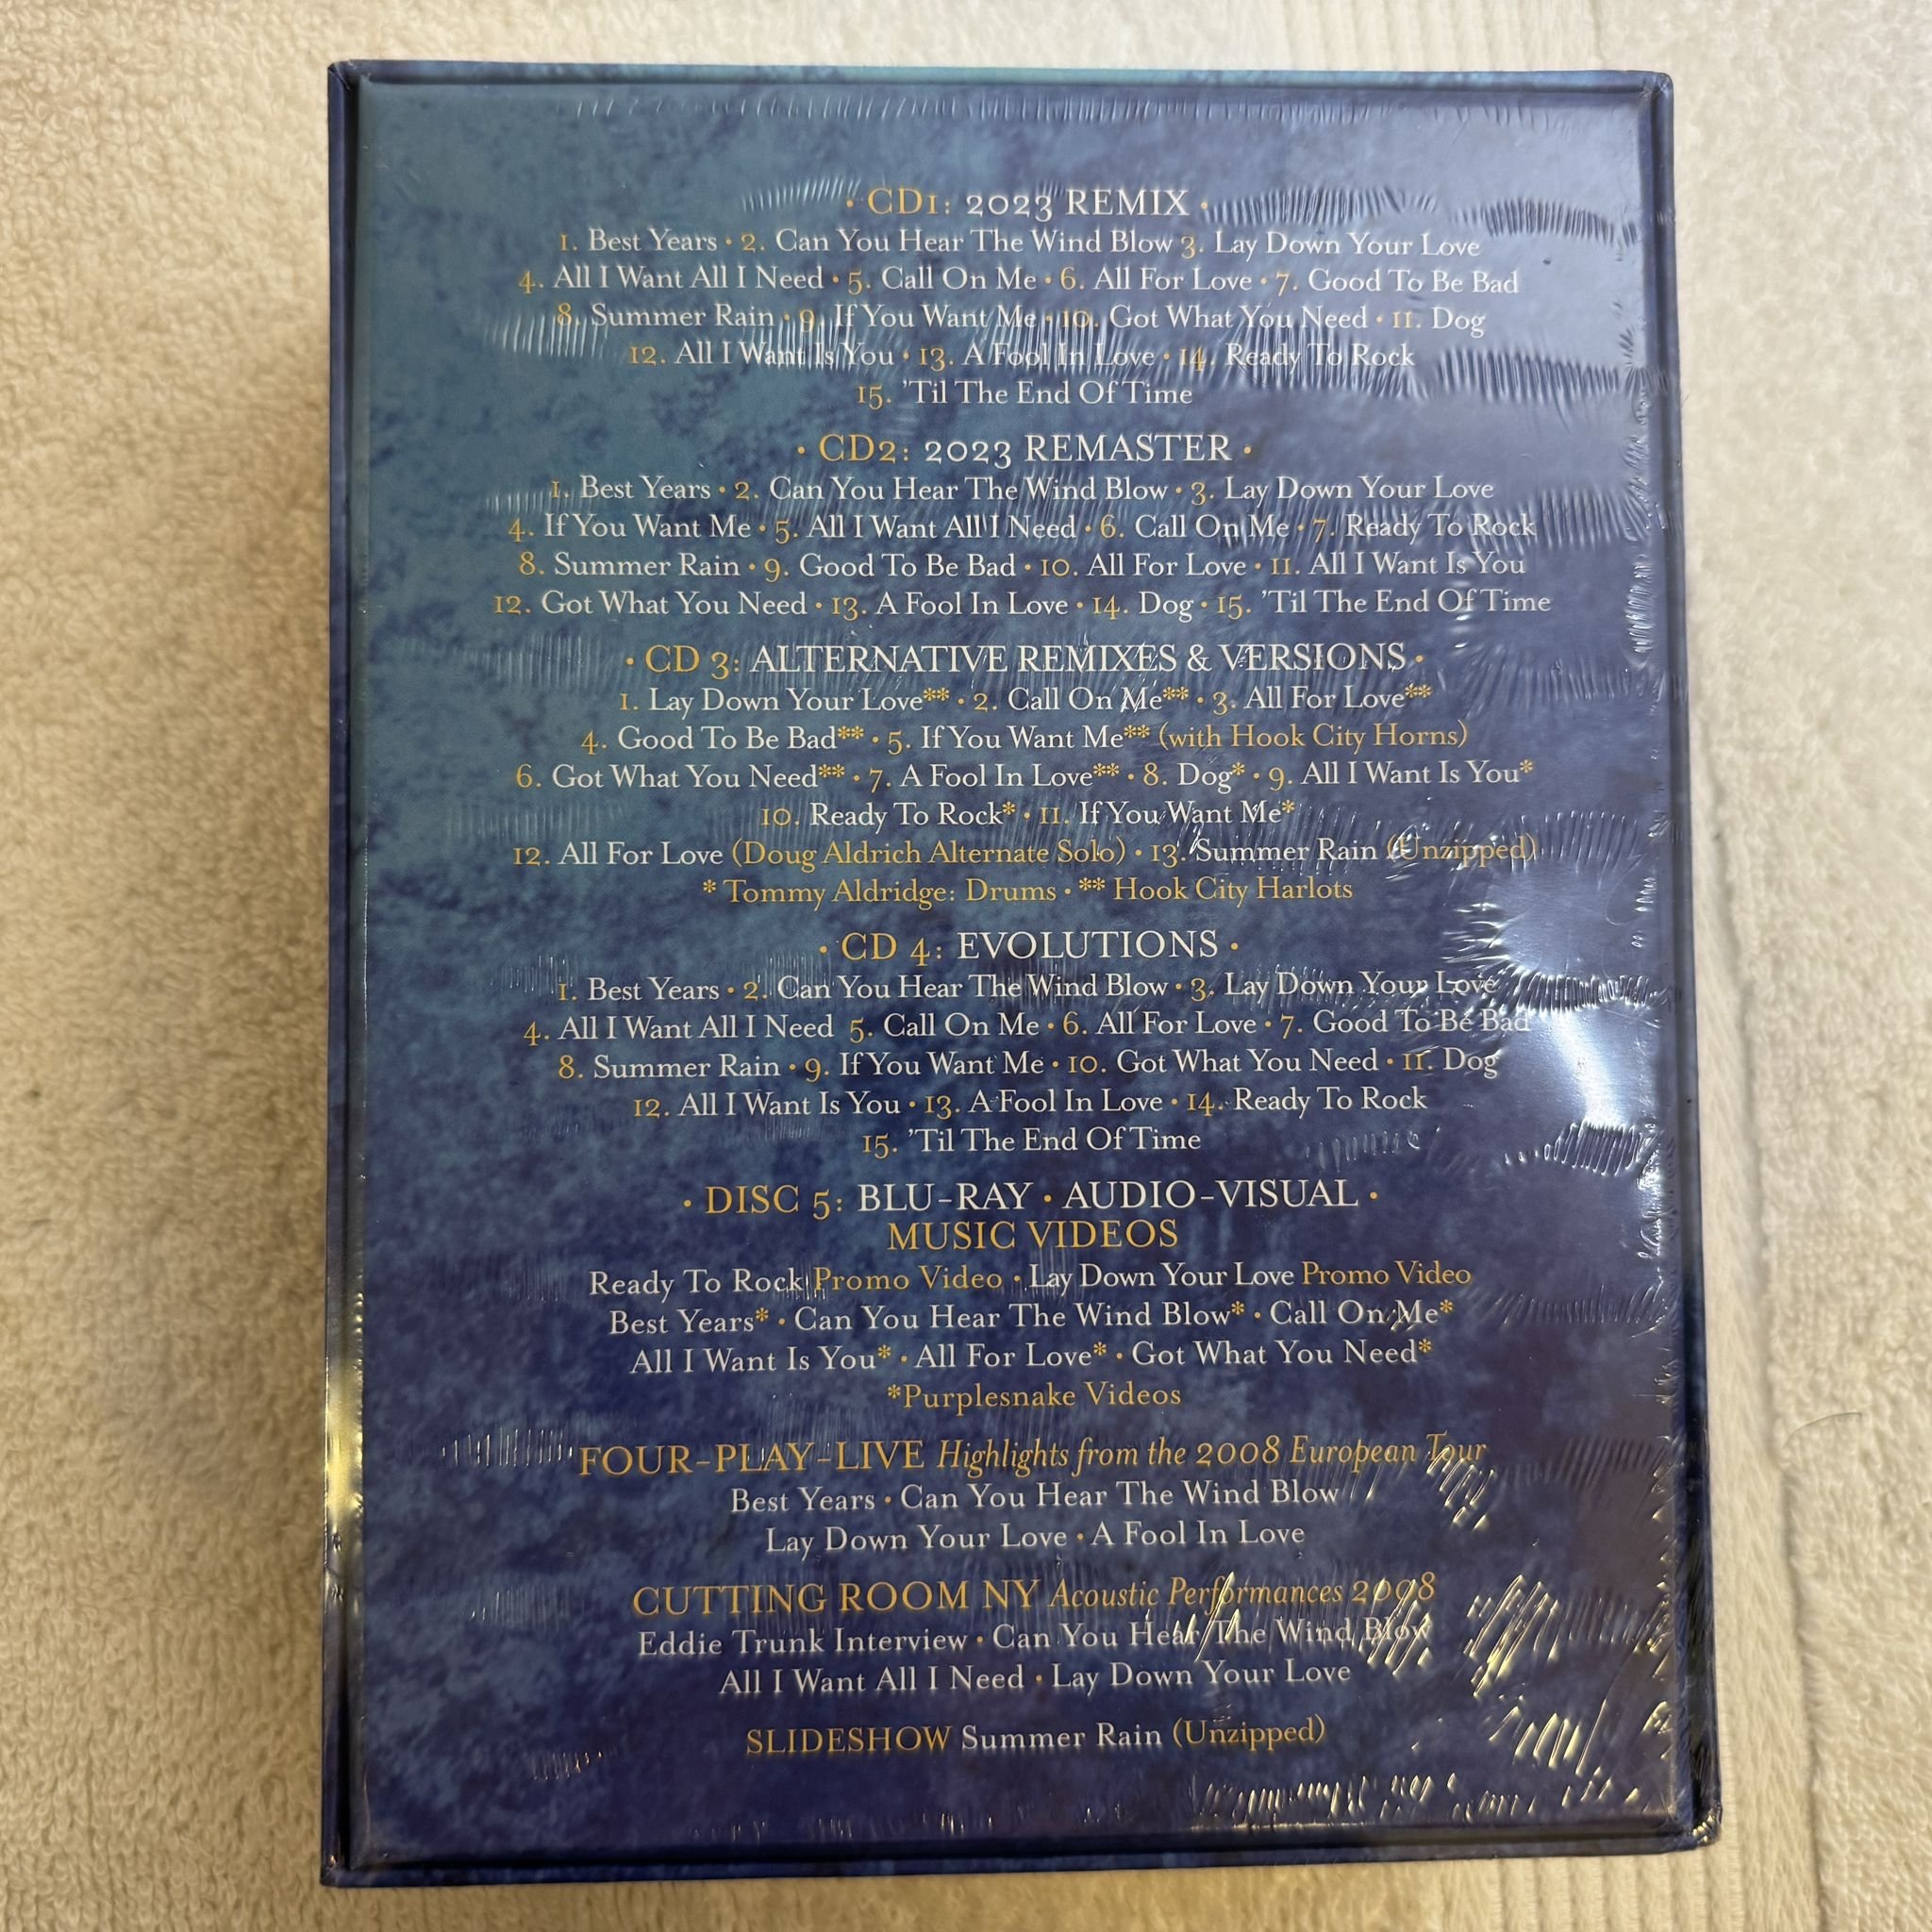 · CD1: 2023 REMIX ·
1. Best Years · 2. Can You Hear The Wind Blow 3. Lay Down Your Love
4. All I Want All I Need · 5. Call On Me · 6. All For Love · 7. Good To Be Bad
8. Summer Rain · 9. If You Want Me · 10. Got What You Need · 11. Dog
12. All I Want Is You · 13. A Fool In Love · 14. Ready To Rock
15. ’Til The End Of Time
· CD2: 2023 REMASTER ·
1. Best Years · 2. Can You Hear The Wind Blow · 3. Lay Down Your Love
4. If You Want Me · 5. All I Want All I Need · 6. Call On Me · 7. Ready To Rock
8. Summer Rain · 9. Good To Be Bad · 10. All For Love · 11. All I Want Is You
12. Got What You Need · 13. A Fool In Love · 14. Dog · 15. ’Til The End Of Time
· CD 3: ALTERNATIVE REMIXES & VERSIONS ·
1. Lay Down Your Love** · 2. Call On Me** · 3. All For Love**
4. Good To Be Bad** · 5. If You Want Me** (with Hook City Horns)
6. Got What You Need** · 7. A Fool In Love** · 8. Dog* · 9. All I Want Is You*
10. Ready To Rock* · 11. If You Want Me*
12. All For Love (Doug Aldrich Alternate Solo) · 13. Summer Rain (Unzipped)
* Tommy Aldridge: Drums · ** Hook City Harlots
· CD 4: EVOLUTIONS ·
1. Best Years · 2. Can You Hear The Wind Blow · 3. Lay Down Your Love
4. All I Want All I Need 5. Call On Me · 6. All For Love · 7. Good To Be Bad
8. Summer Rain · 9. If You Want Me · 10. Got What You Need · 11. Dog
12. All I Want Is You · 13. A Fool In Love · 14. Ready To Rock
15. ’Til The End Of Time
· DISC 5: BLU-RAY · AUDIO-VISUAL ·
MUSIC VIDEOS
Ready To Rock Promo Video · Lay Down Your Love Promo Video
Best Years* · Can You Hear The Wind Blow* · Call On Me*
All I Want Is You* · All For Love* · Got What You Need*
*Purplesnake Videos
FOUR-PLAY-LIVE Highlights from the 2008 European Tour
Best Years · Can You Hear The Wind Blow
Lay Down Your Love · A Fool In Love
CUTTING ROOM NY Acoustic Performances 2008
Eddie Trunk Interview · Can You Hear The Wind Blow
All I Want All I Need · Lay Down Your Love
SLIDESHOW Summer Rain (Unzipped)